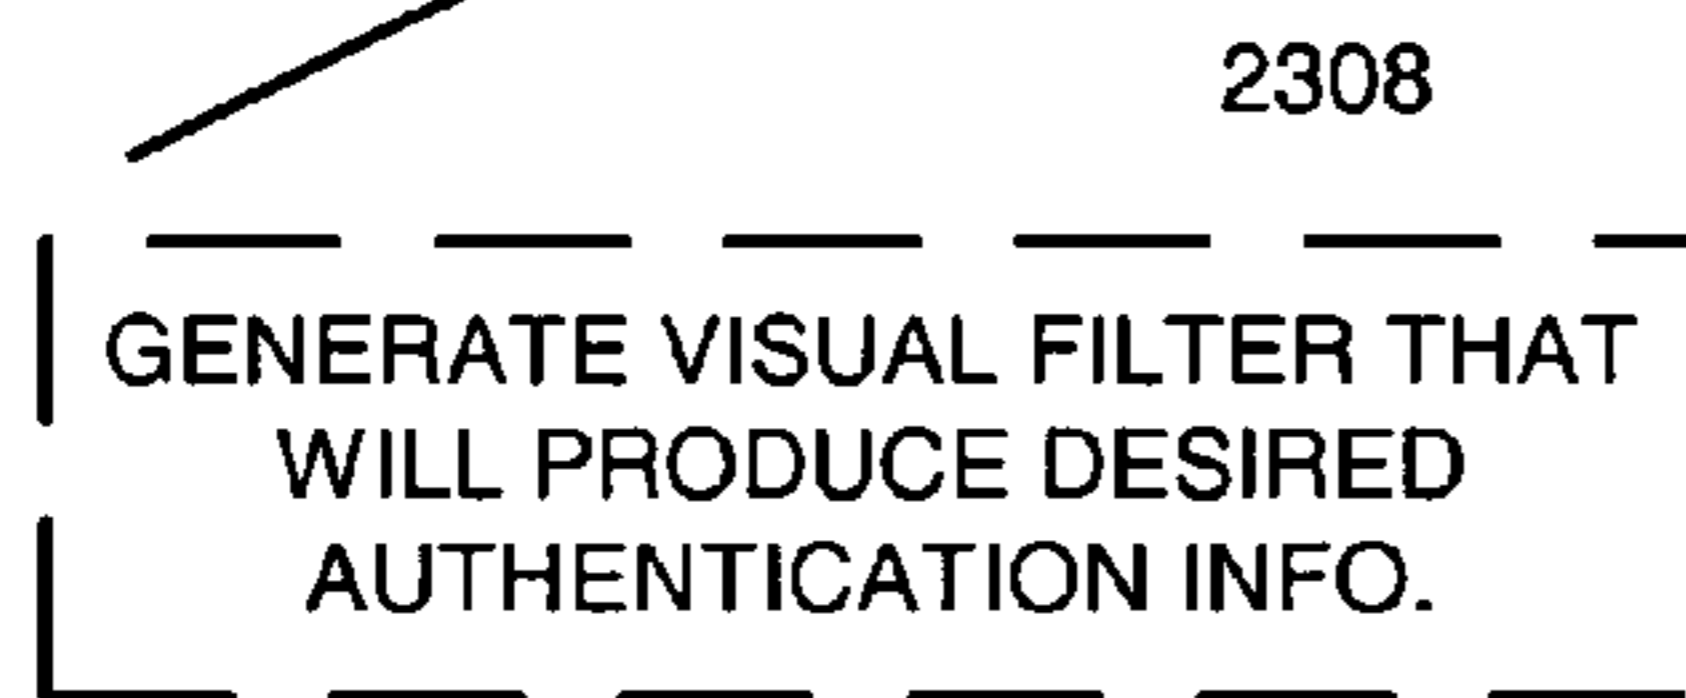 2308
GENERATE VISUAL FILTER THAT
WILL PRODUCE DESIRED
AUTHENTICATION INFO.